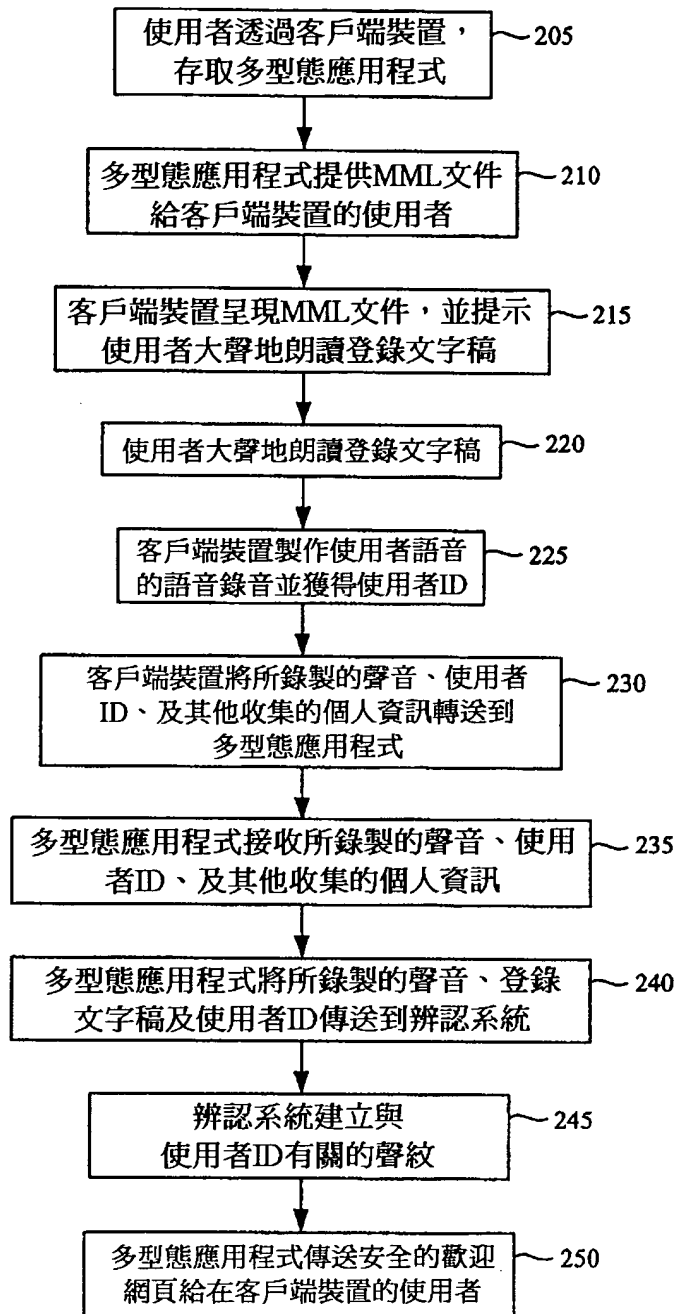 使用者透過客戶端裝置，
存取多型態應用程式
205
多型態應用程式提供MML文件
給客戶端裝置的使用者
210
客戶端裝置呈現MML文件，並提示
使用者大聲地朗讀登錄文字稿
215
使用者大聲地朗讀登錄文字稿
220
客戶端裝置製作使用者語音
的語音錄音並獲得使用者ID
225
客戶端裝置將所錄製的聲音、使用者
ID、及其他收集的個人資訊轉送到
多型態應用程式
230
多型態應用程式接收所錄製的聲音、使用
者ID、及其他收集的個人資訊
235
多型態應用程式將所錄製的聲音、登錄
文字稿及使用者ID傳送到辨認系統
240
辨認系統建立與
使用者ID有關的聲紋
245
多型態應用程式傳送安全的歡迎
網頁給在客戶端裝置的使用者
250